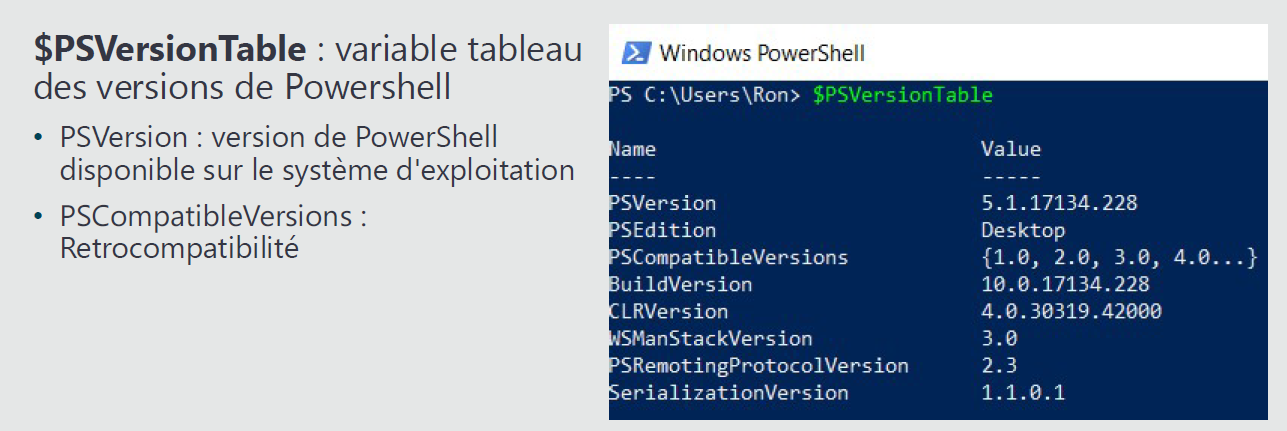 $PSVersionTable : variable tableau
des versions de Powershell
• PSVersion : version de PowerShell
disponible sur le système d'exploitation
• PSCompatibleVersions :
Retrocompatibilité
Windows PowerShell
PS C:\Users\Ron> $PSVersionTable
Name Value
---- -----
PSVersion 5.1.17134.228
PSEdition Desktop
PSCompatibleVersions {1.0, 2.0, 3.0, 4.0...}
BuildVersion 10.0.17134.228
CLRVersion 4.0.30319.42000
WSManStackVersion 3.0
PSRemotingProtocolVersion 2.3
SerializationVersion 1.1.0.1